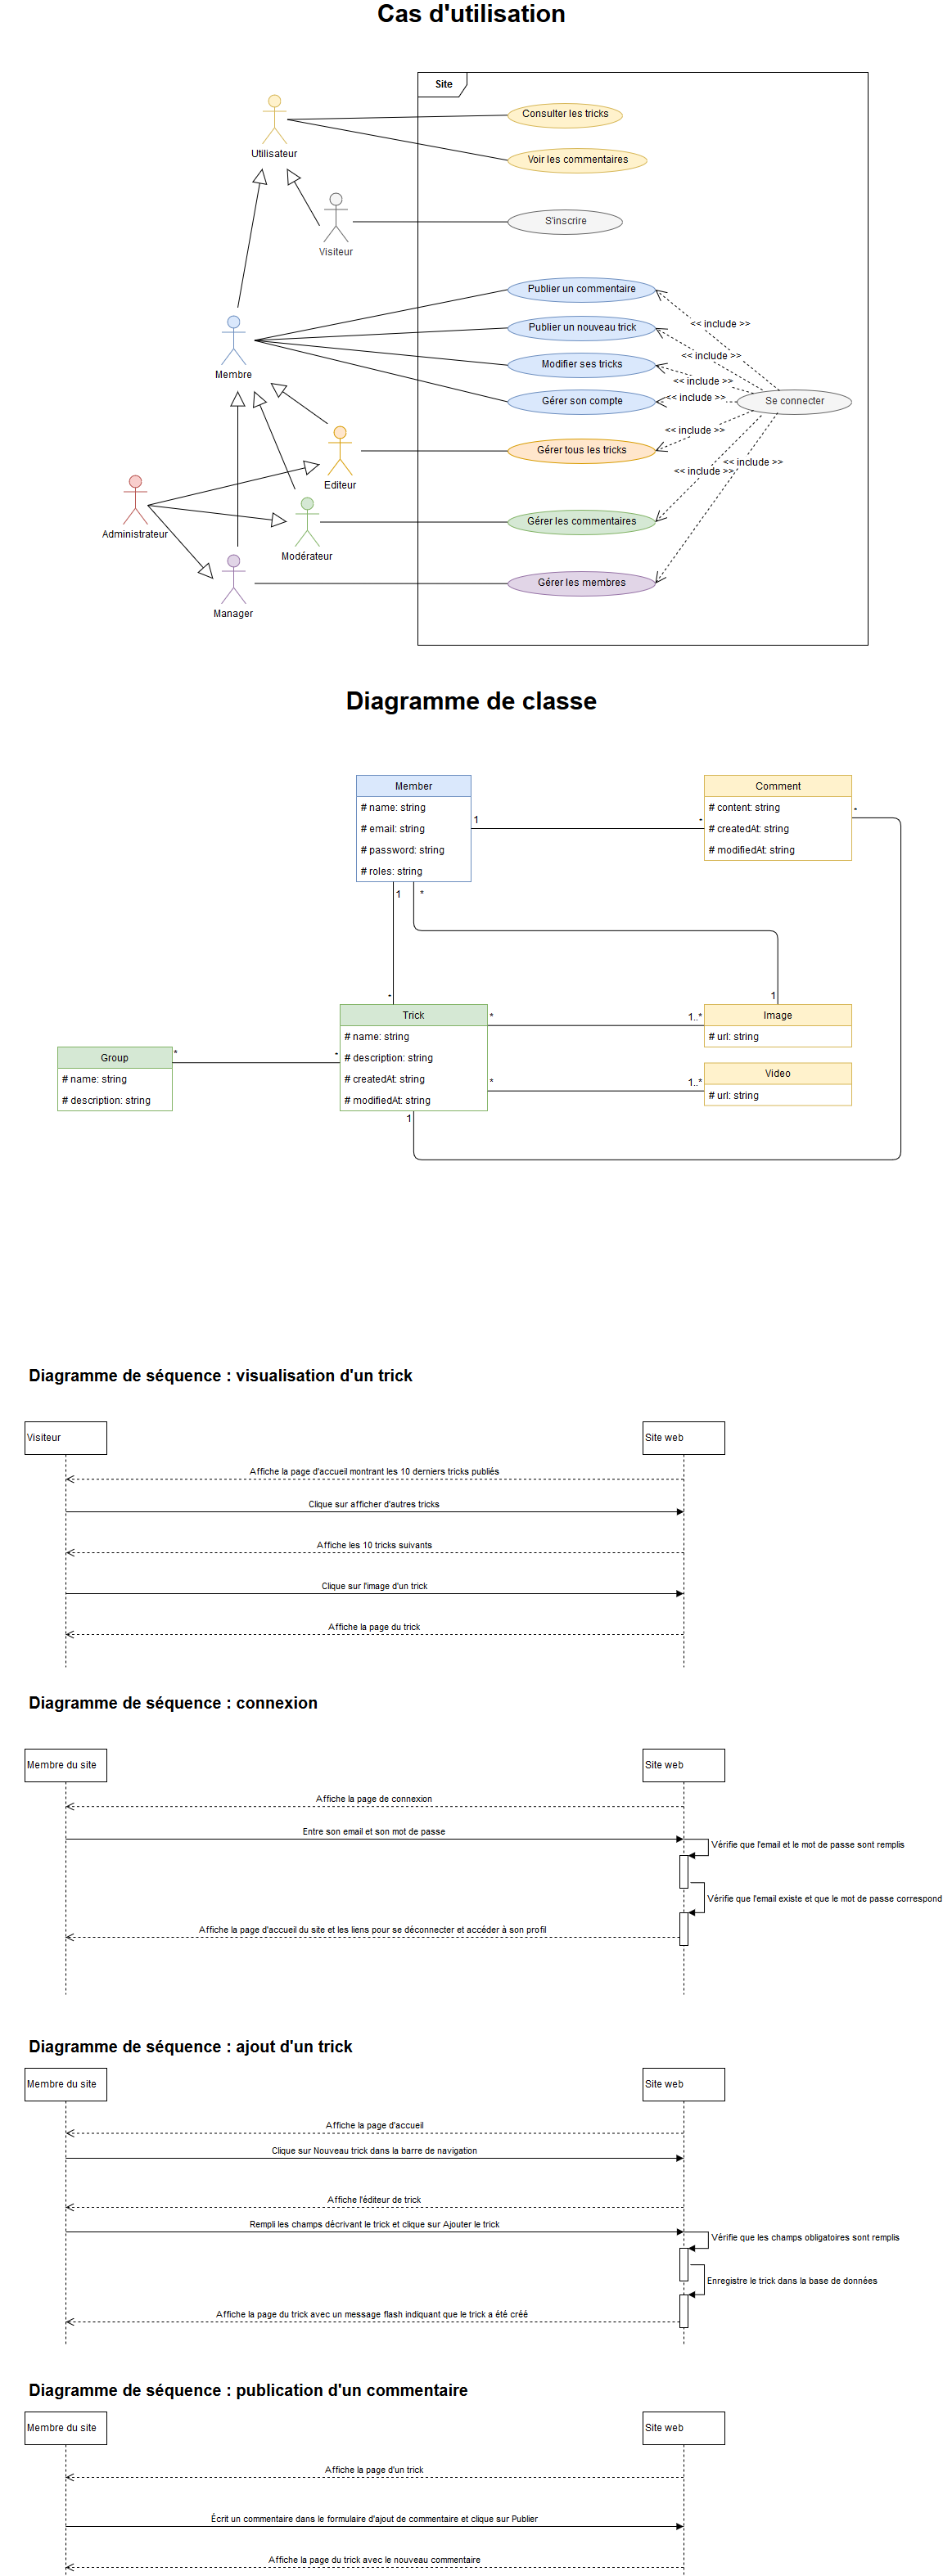 Cas d'utilisation
Site
Utilisateur
Consulter les tricks
Voir les commentaires
Visiteur
S'inscrire
Membre
Publier un commentaire
Publier un nouveau trick
Modifier ses tricks
Gérer son compte
<< include >>
<< include >>
<< include >>
<< include >>
Se connecter
Editeur
Gérer tous les tricks
<< include >>
<< include >>
<< include >>
Administrateur
Modérateur
Gérer les commentaires
Manager
Gérer les membres
Diagramme de classe
Member
# name: string
# email: string
# password: string
# roles: string
1
*
Comment
# content: string
# createdAt: string
# modifiedAt: string
*
1
*
*
1
Trick
# name: string
# description: string
# createdAt: string
# modifiedAt: string
*
1..*
Image
# url: string
Group
# name: string
# description: string
*
*
*
1..*
Video
# url: string
1
Diagramme de séquence : visualisation d'un trick
Visiteur
Site web
Affiche la page d'accueil montrant les 10 derniers tricks publiés
Clique sur afficher d'autres tricks
Affiche les 10 tricks suivants
Clique sur l'image d'un trick
Affiche la page du trick
Diagramme de séquence : connexion
Membre du site
Site web
Affiche la page de connexion
Entre son email et son mot de passe
Vérifie que l'email et le mot de passe sont remplis
Vérifie que l'email existe et que le mot de passe correspond
Affiche la page d'accueil du site et les liens pour se déconnecter et accéder à son profil
Diagramme de séquence : ajout d'un trick
Membre du site
Site web
Affiche la page d'accueil
Clique sur Nouveau trick dans la barre de navigation
Affiche l'éditeur de trick
Rempli les champs décrivant le trick et clique sur Ajouter le trick
Vérifie que les champs obligatoires sont remplis
Enregistre le trick dans la base de données
Affiche la page du trick avec un message flash indiquant que le trick a été créé
Diagramme de séquence : publication d'un commentaire
Membre du site
Site web
Affiche la page d'un trick
Écrit un commentaire dans le formulaire d'ajout de commentaire et clique sur Publier
Affiche la page du trick avec le nouveau commentaire